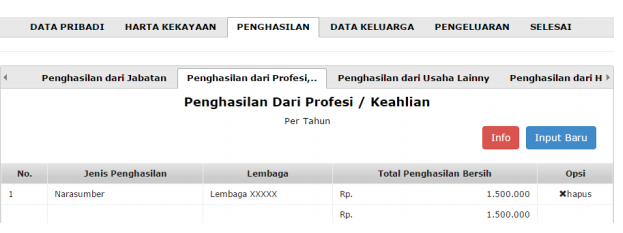 DATA PRIBADI HARTA KEKAYAAN PENGHASILAN DATA KELUARGA PENGELUARAN SELESAI
Penghasilan dari Jabatan Penghasilan dari Profesi,.. Penghasilan dari Usaha Lainny Penghasilan dari H
Penghasilan Dari Profesi / Keahlian
Per Tahun
Info Input Baru
No. Jenis Penghasilan Lembaga Total Penghasilan Bersih Opsi
1 Narasumber Lembaga XXXXX Rp. 1.500.000 ✖hapus
Rp. 1.500.000